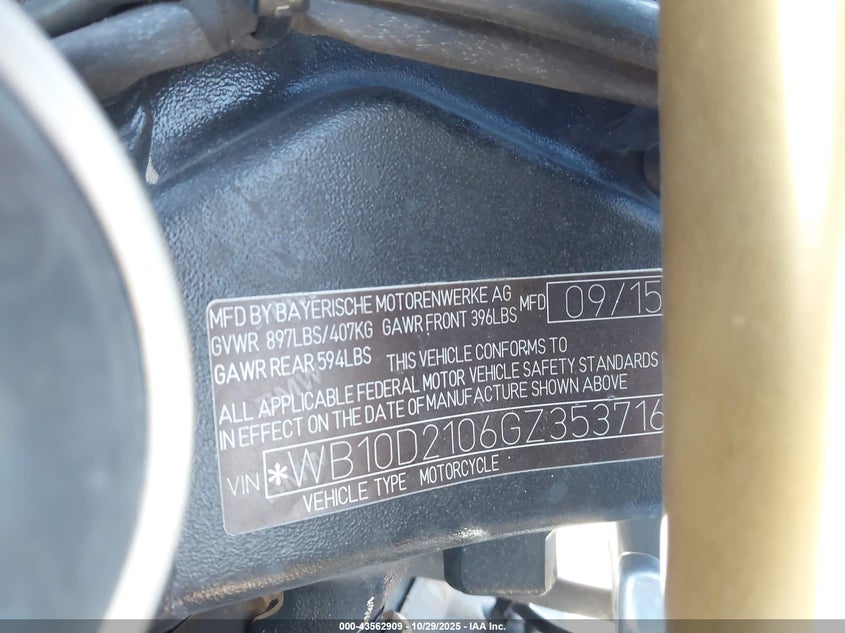 MFD BY BAYERISCHE MOTORENWERKE AG MFD 09/15
GVWR 897LBS/407KG GAWR FRONT 396LBS
GAWR REAR 594LBS THIS VEHICLE CONFORMS TO
ALL APPLICABLE FEDERAL MOTOR VEHICLE SAFETY STANDARDS
IN EFFECT ON THE DATE OF MANUFACTURE SHOWN ABOVE
VIN *WB10D2106GZ353716
VEHICLE TYPE MOTORCYCLE
000-43562909 - 10/29/2025 - IAA Inc.